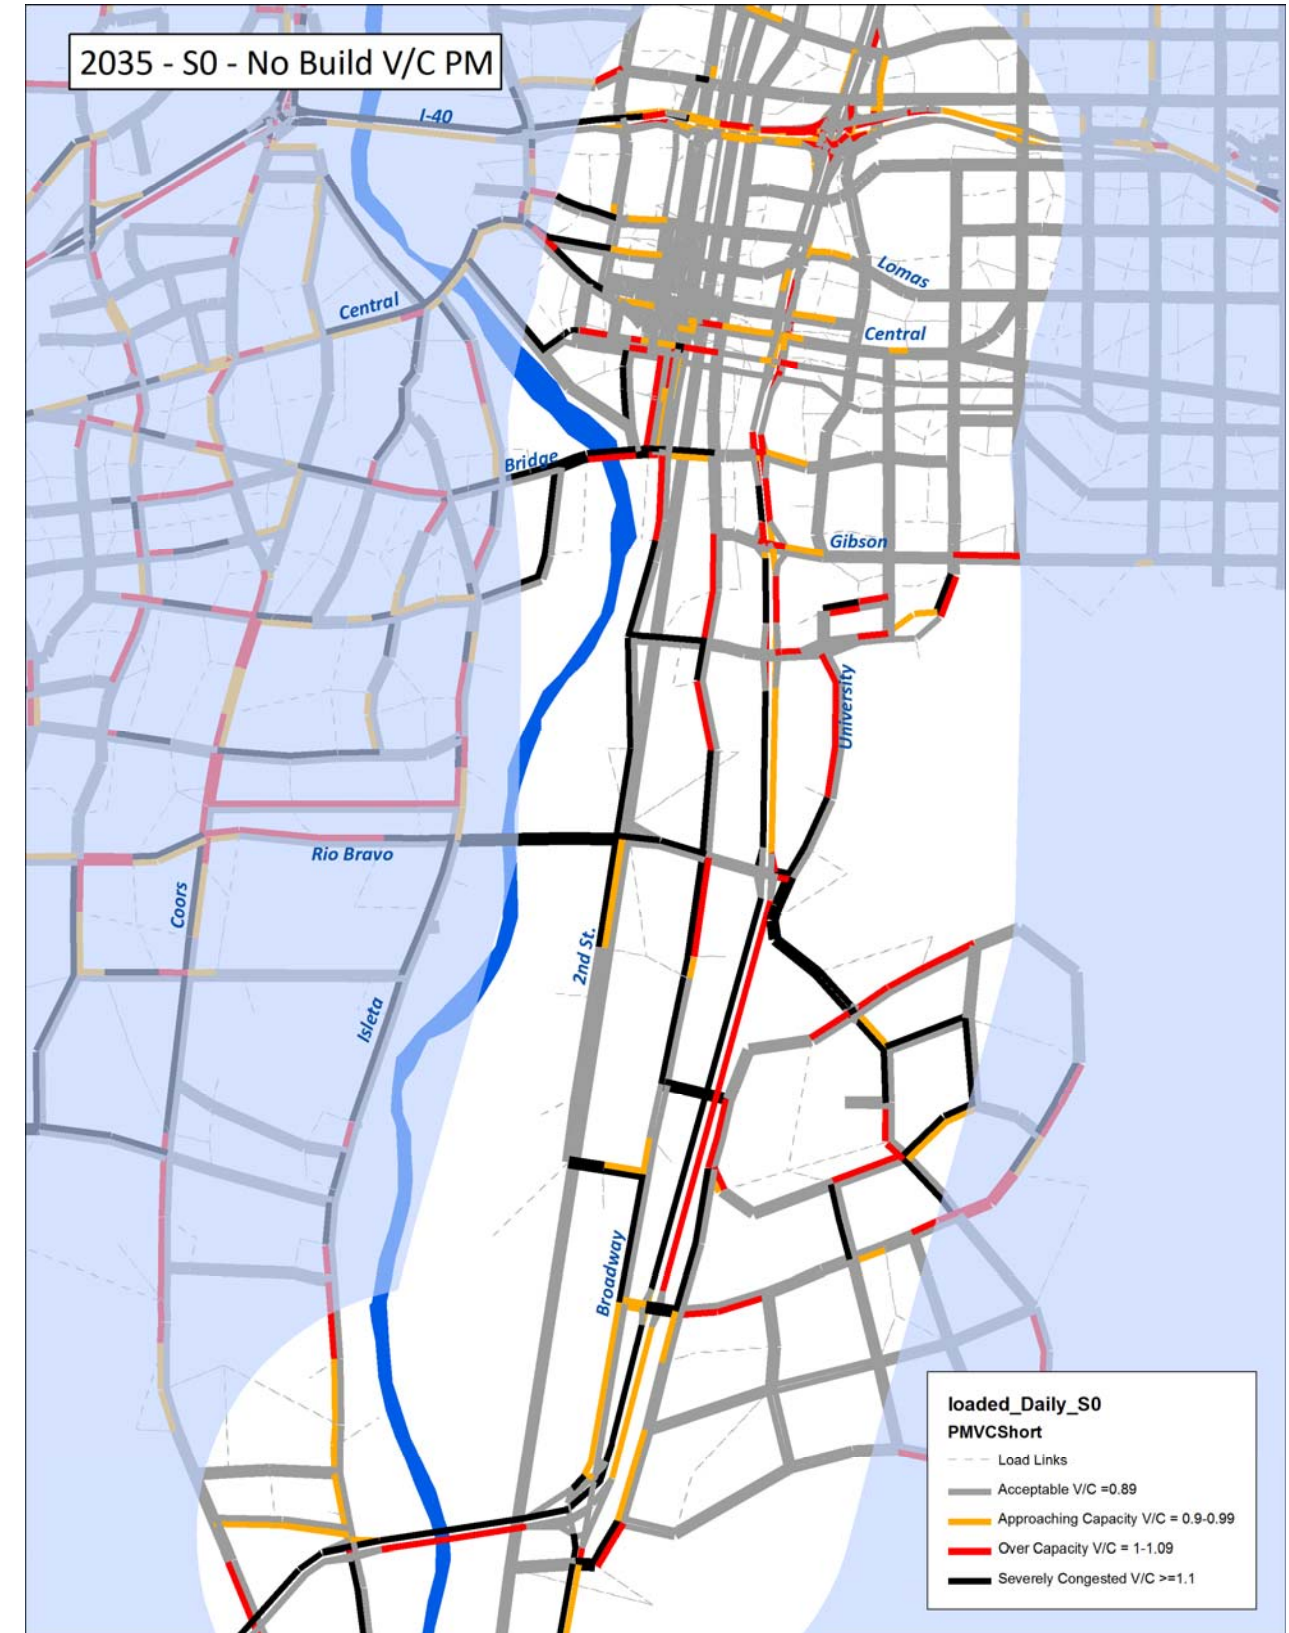 2035 - S0 - No Build V/C PM
I-40
Lomas
Central
Central
Bridge
Gibson
University
Rio Bravo
Coors
2nd St.
Isleta
Broadway
loaded_Daily_S0
PMVCShort
Load Links
Acceptable V/C =0.89
Approaching Capacity V/C = 0.9-0.99
Over Capacity V/C = 1-1.09
Severely Congested V/C >=1.1